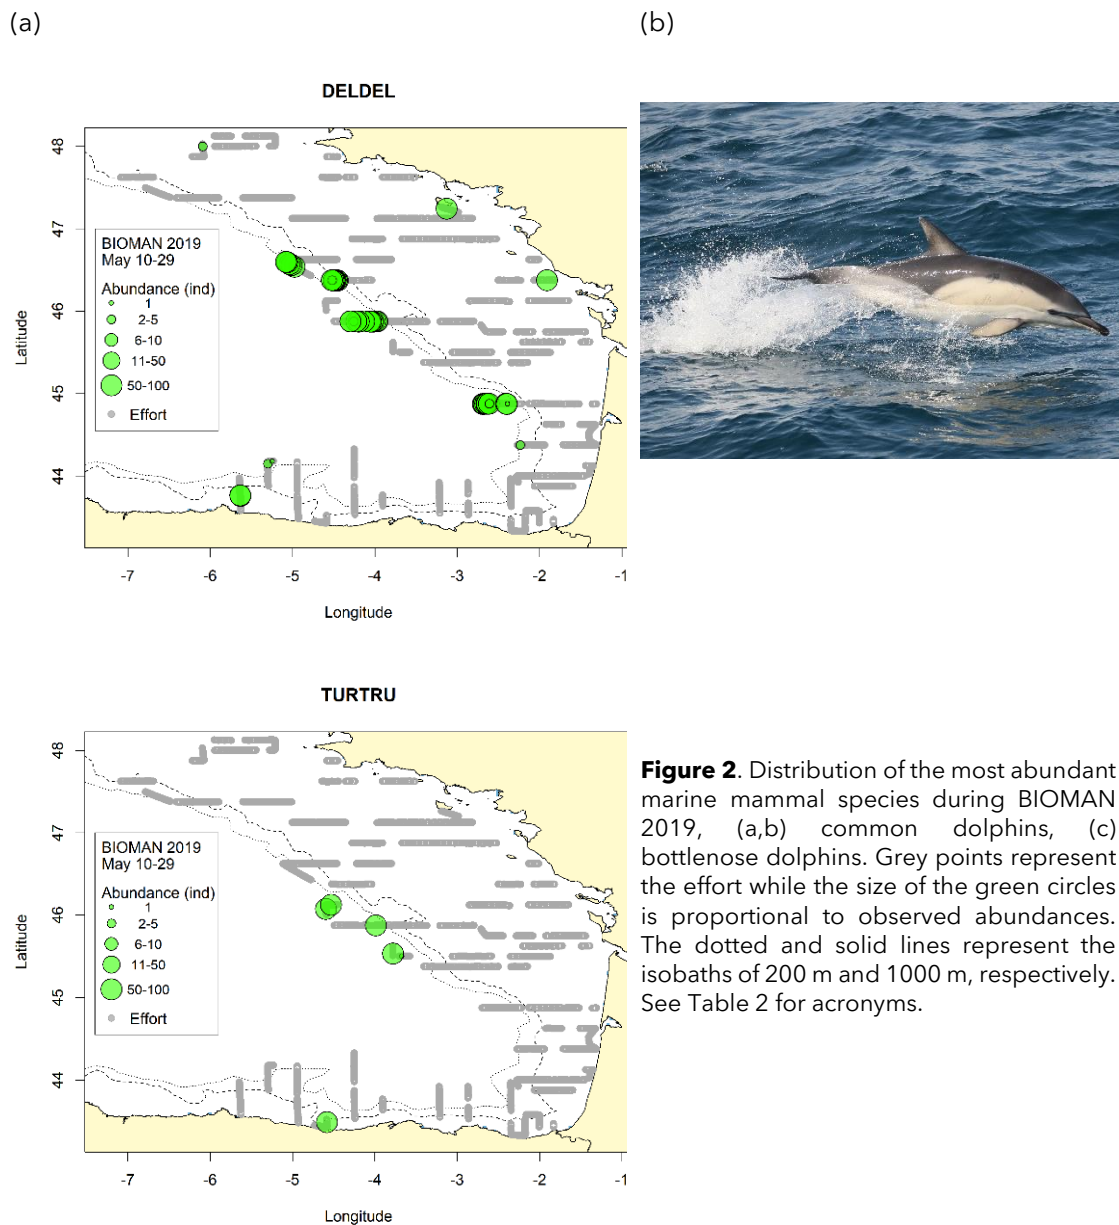 (a)
(b)
DELDEL
48
47
46
45
44
Latitude
BIOMAN 2019
May 10-29
Abundance (ind)
1
2-5
6-10
11-50
50-100
Effort
-7
-6
-5
-4
-3
-2
-1
Longitude
TURTRU
48
47
46
45
44
Latitude
BIOMAN 2019
May 10-29
Abundance (ind)
1
2-5
6-10
11-50
50-100
Effort
-7
-6
-5
-4
-3
-2
-1
Longitude
Figure 2. Distribution of the most abundant
marine mammal species during BIOMAN
2019, (a,b) common dolphins, (c)
bottlenose dolphins. Grey points represent
the effort while the size of the green circles
is proportional to observed abundances.
The dotted and solid lines represent the
isobaths of 200 m and 1000 m, respectively.
See Table 2 for acronyms.